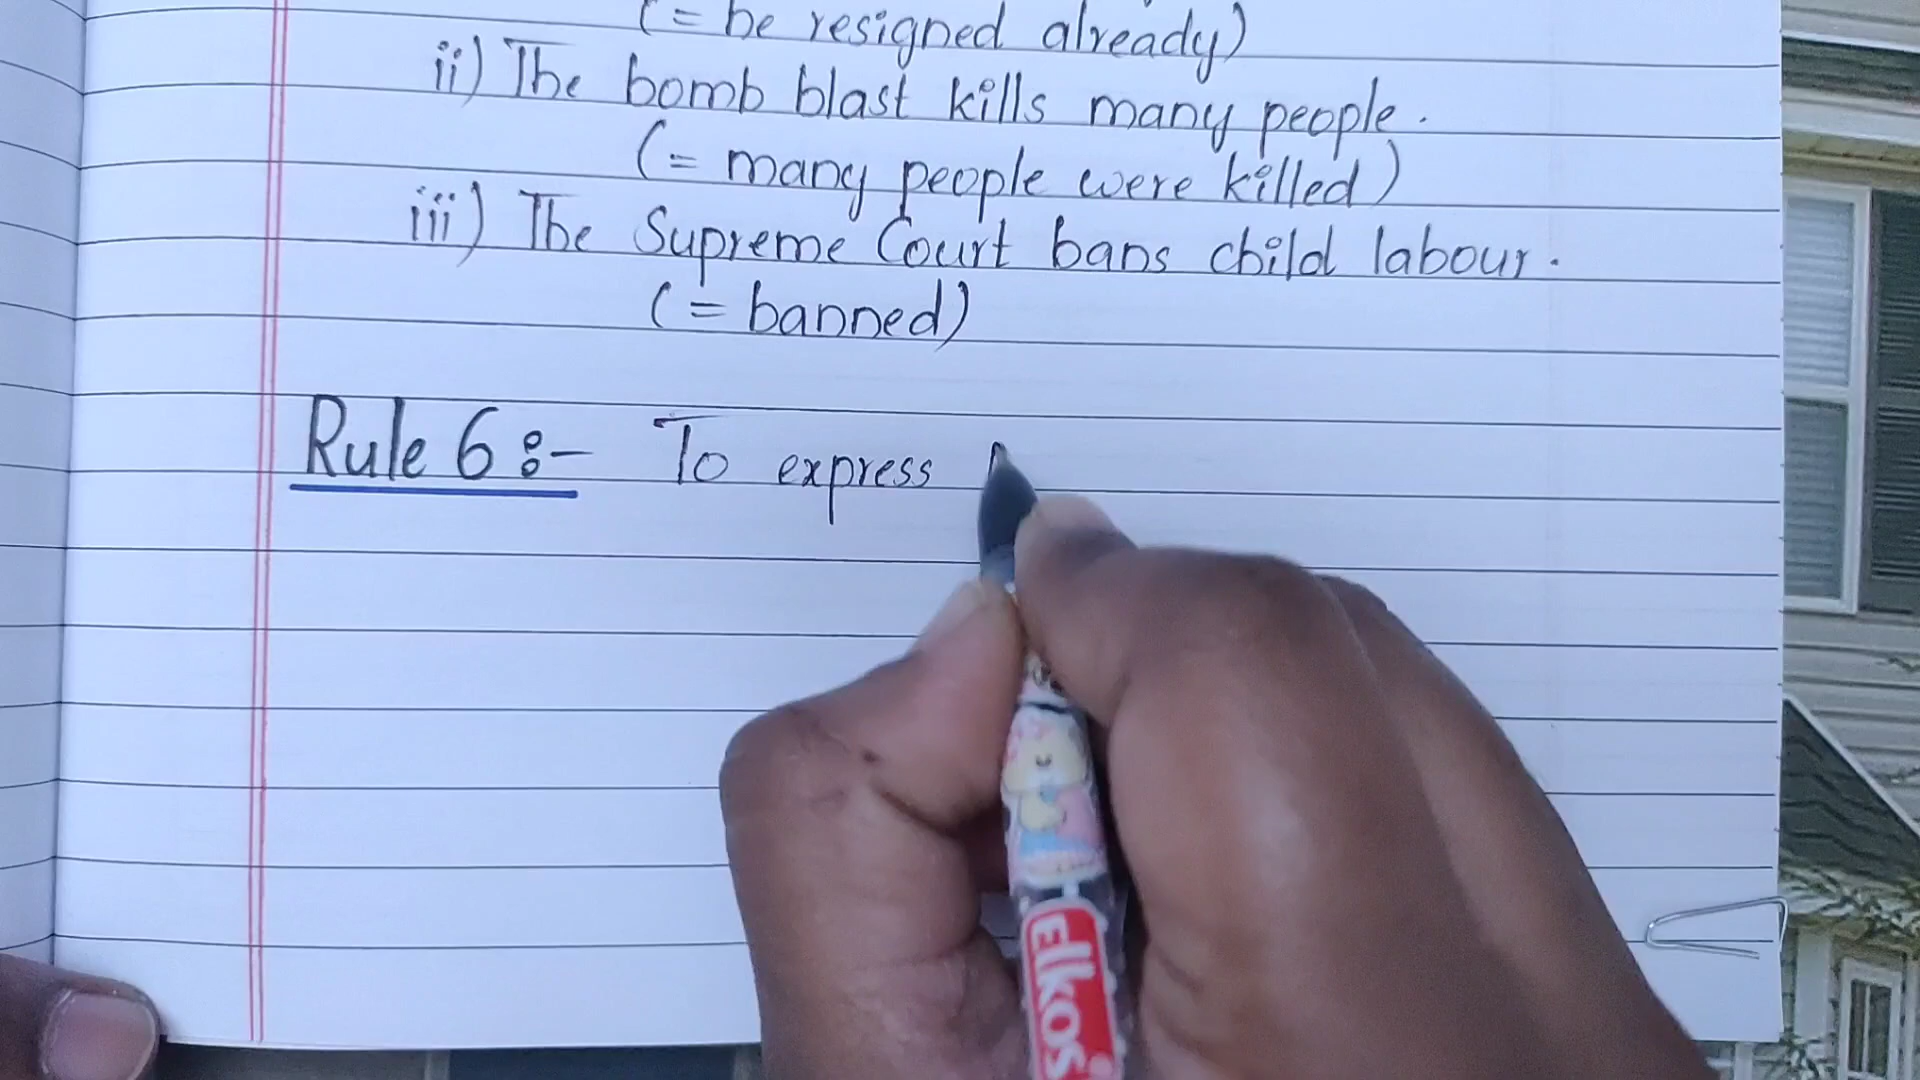 (= he resigned already)
ii) The bomb blast kills many people.
(= many people were killed)
iii) The Supreme Court bans child labour.
(= banned)
Rule 6 :- To express
Elkos